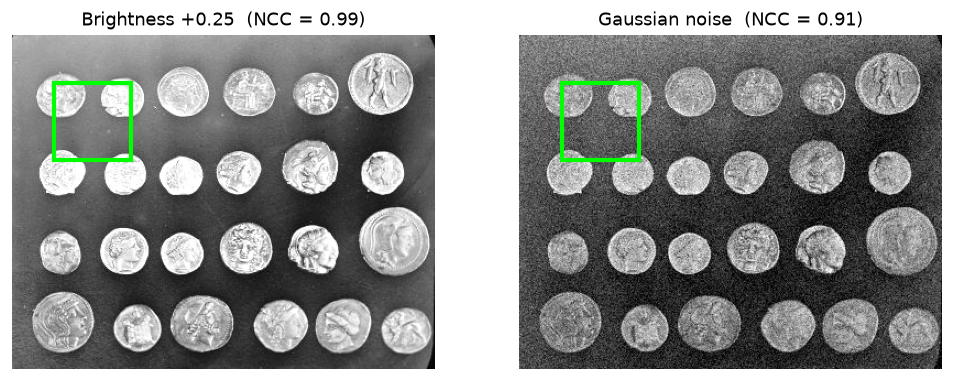 Brightness +0.25 (NCC = 0.99)
Gaussian noise (NCC = 0.91)